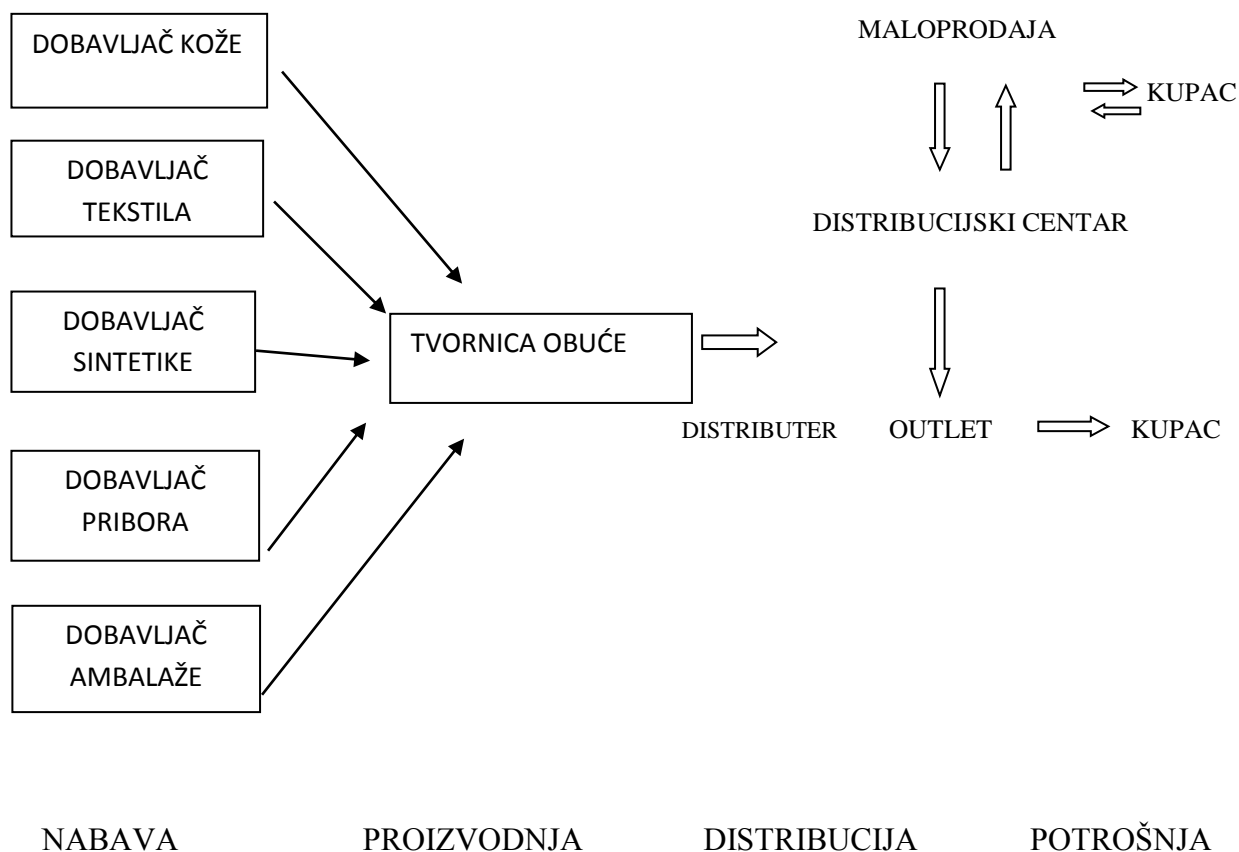 DOBAVLJAČ KOŽE
DOBAVLJAČ
TEKSTILA
DOBAVLJAČ
SINTETIKE
DOBAVLJAČ
PRIBORA
DOBAVLJAČ
AMBALAŽE
TVORNICA OBUĆE
MALOPRODAJA
KUPAC
DISTRIBUCIJSKI CENTAR
DISTRIBUTER
OUTLET
KUPAC
NABAVA
PROIZVODNJA
DISTRIBUCIJA
POTROŠNJA